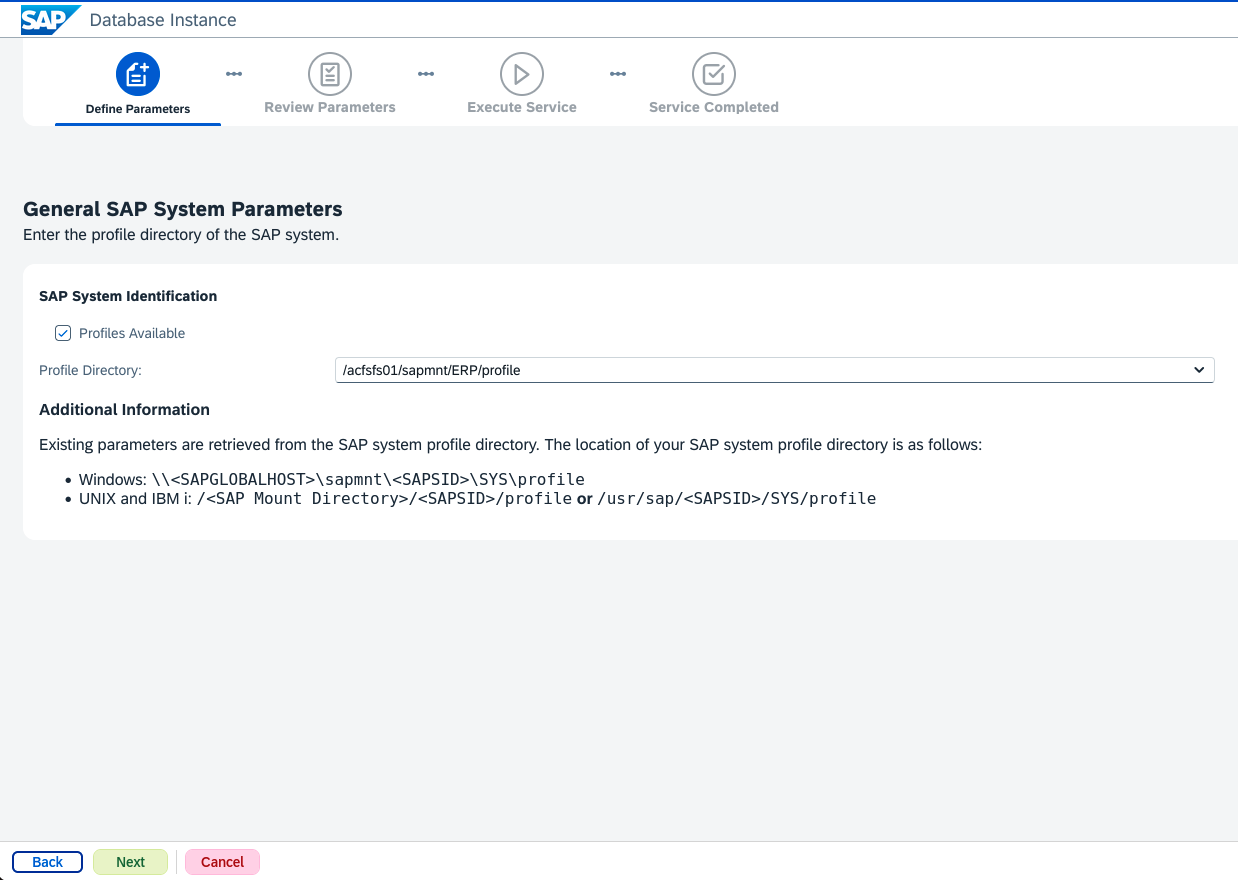 SAP Database Instance
Define Parameters
Review Parameters
Execute Service
Service Completed
General SAP System Parameters
Enter the profile directory of the SAP system.
SAP System Identification
Profiles Available
Profile Directory: /acfsfs01/sapmnt/ERP/profile
Additional Information
Existing parameters are retrieved from the SAP system profile directory. The location of your SAP system profile directory is as follows:
• Windows: \\<SAPGLOBALHOST>\sapmnt\<SAPSID>\SYS\profile
• UNIX and IBM i: /<SAP Mount Directory>/<SAPSID>/profile or /usr/sap/<SAPSID>/SYS/profile
Back Next Cancel